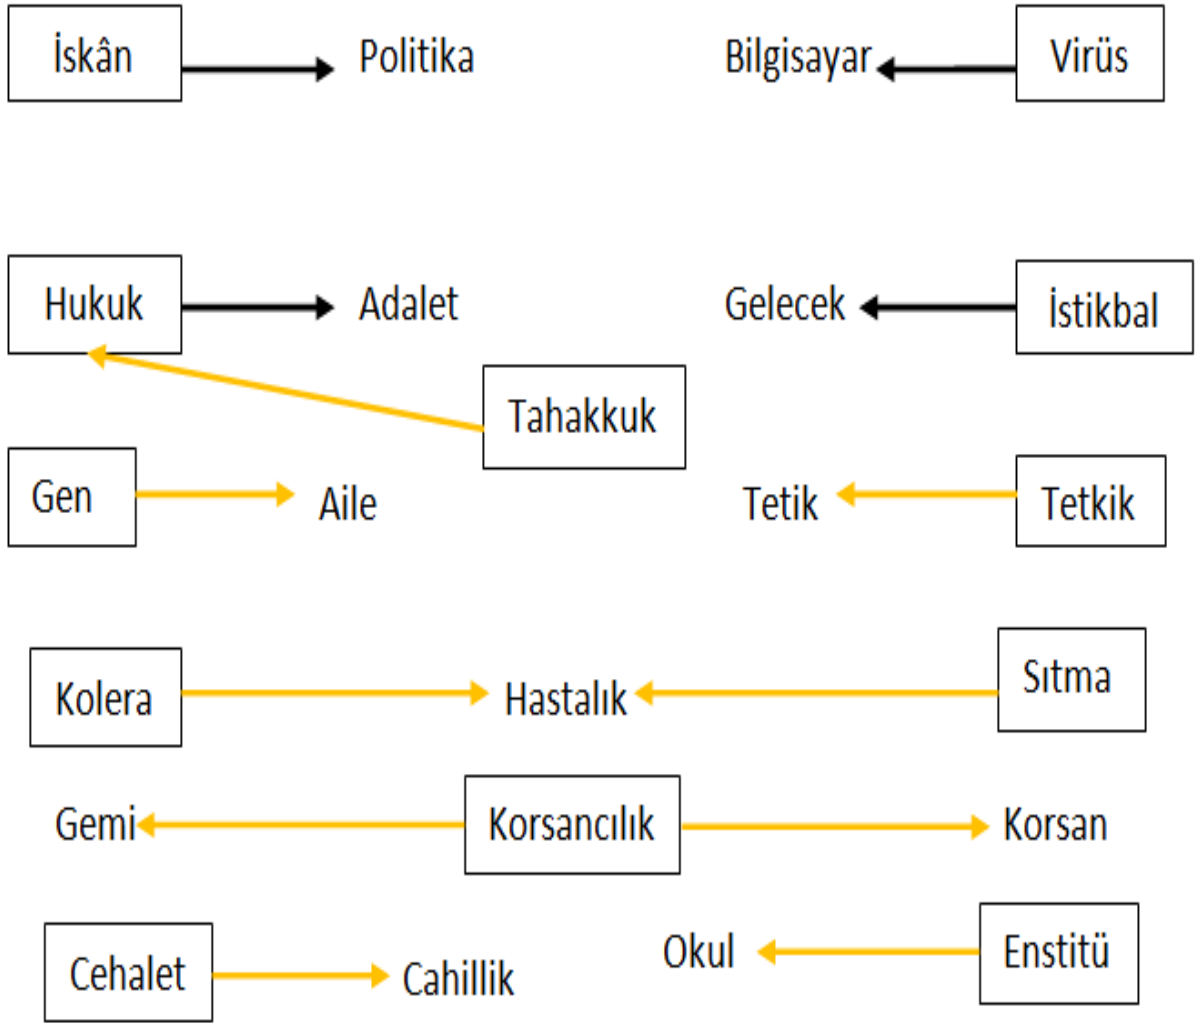 İskân
Politika
Bilgisayar
Virüs
Hukuk
Adalet
Gelecek
İstikbal
Tahakkuk
Gen
Aile
Tetik
Tetkik
Kolera
Hastalık
Sıtma
Gemi
Korsancılık
Korsan
Cehalet
Cahillik
Okul
Enstitü